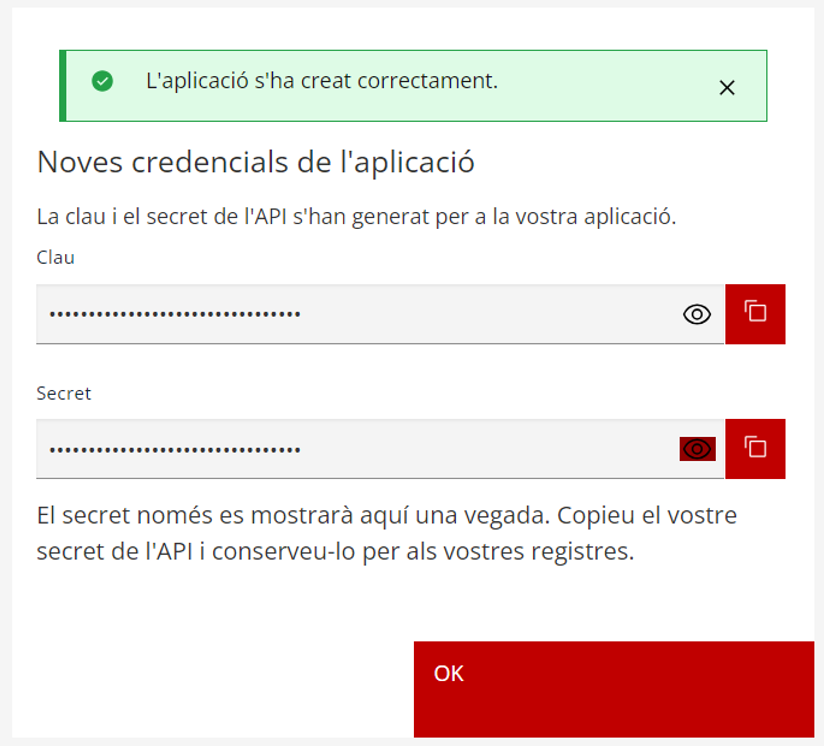 L'aplicació s'ha creat correctament.
Noves credencials de l'aplicació
La clau i el secret de l'API s'han generat per a la vostra aplicació.
Clau
••••••••••••••••••••••••••••••••
Secret
••••••••••••••••••••••••••••••••
El secret només es mostrarà aquí una vegada. Copieu el vostre
secret de l'API i conserveu-lo per als vostres registres.
OK